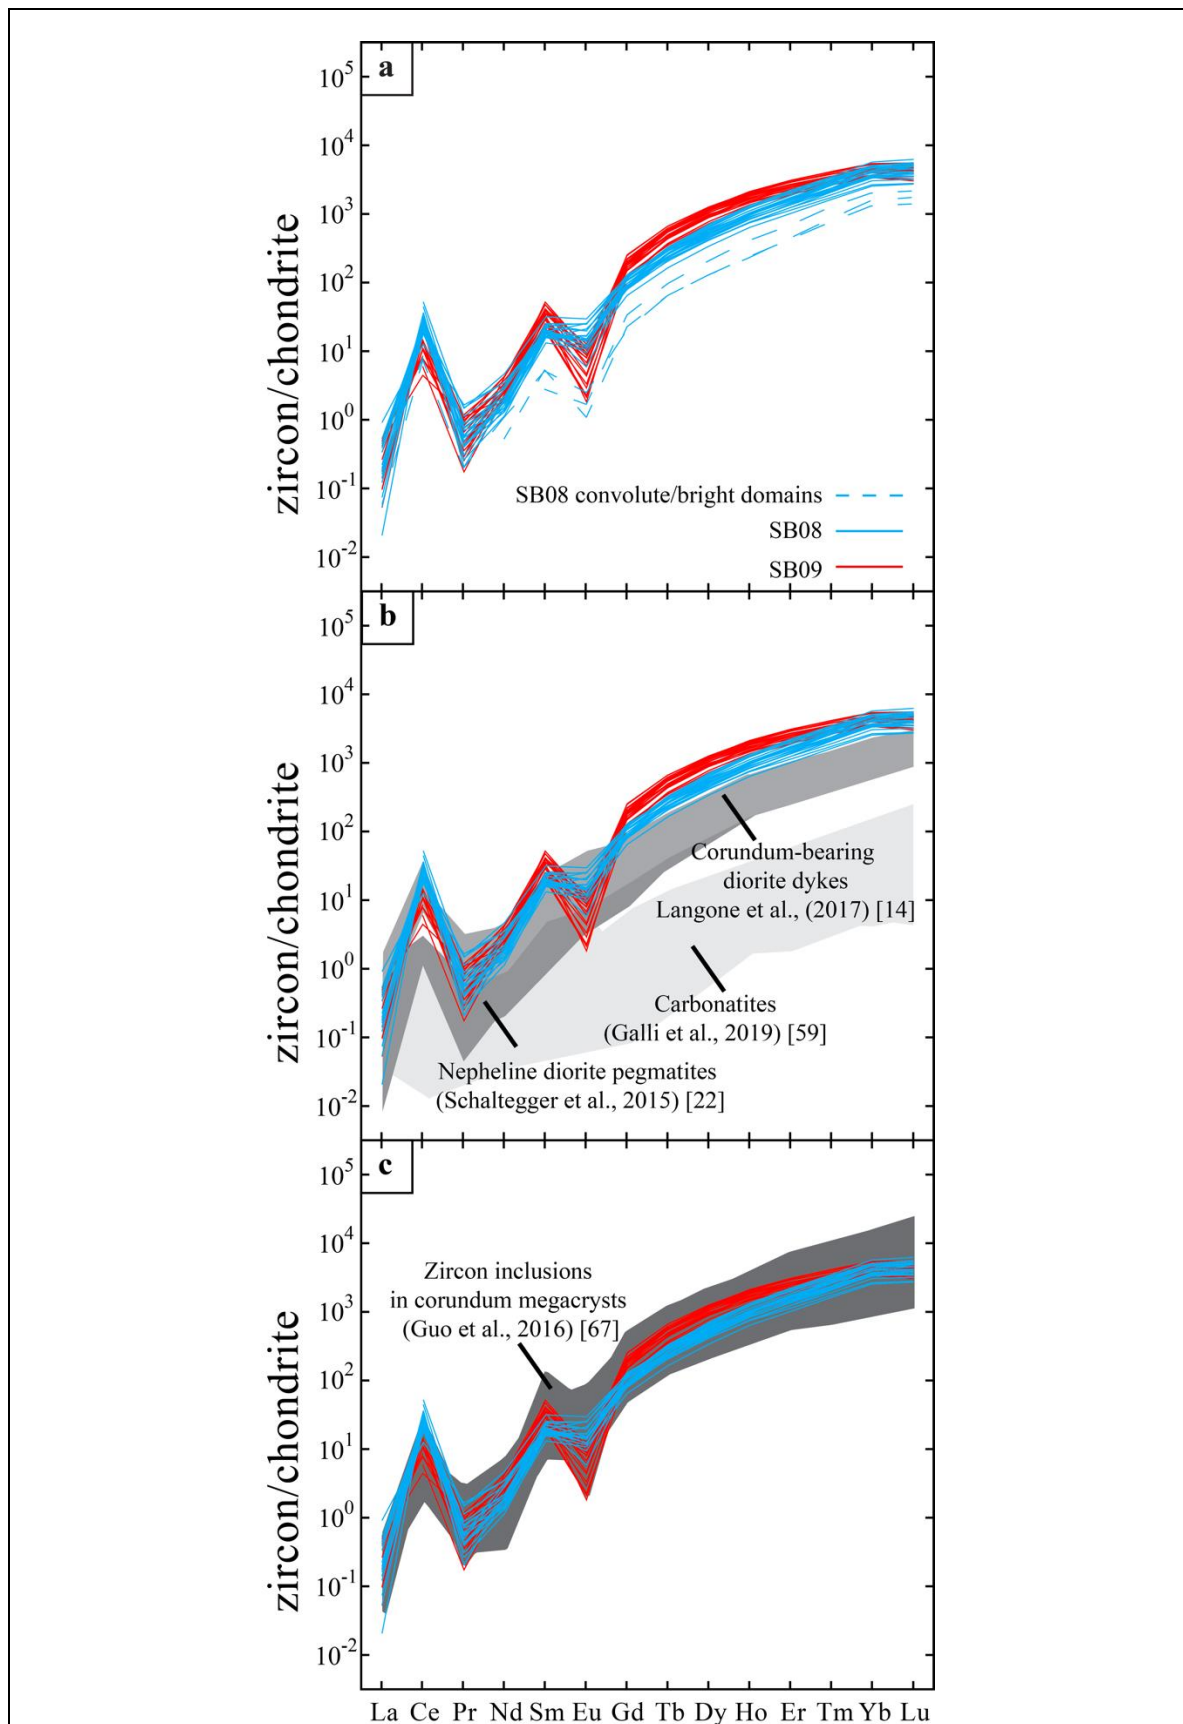 a
10⁵
10⁴
10³
10²
10¹
10⁰
10⁻¹
10⁻²
zircon/chondrite
SB08 convolute/bright domains
SB08
SB09
b
10⁵
10⁴
10³
10²
10¹
10⁰
10⁻¹
10⁻²
zircon/chondrite
Corundum-bearing
diorite dykes
Langone et al., (2017) [14]
Carbonatites
(Galli et al., 2019) [59]
Nepheline diorite pegmatites
(Schaltegger et al., 2015) [22]
c
10⁵
10⁴
10³
10²
10¹
10⁰
10⁻¹
10⁻²
zircon/chondrite
Zircon inclusions
in corundum megacrysts
(Guo et al., 2016) [67]
La Ce Pr Nd Sm Eu Gd Tb Dy Ho Er Tm Yb Lu